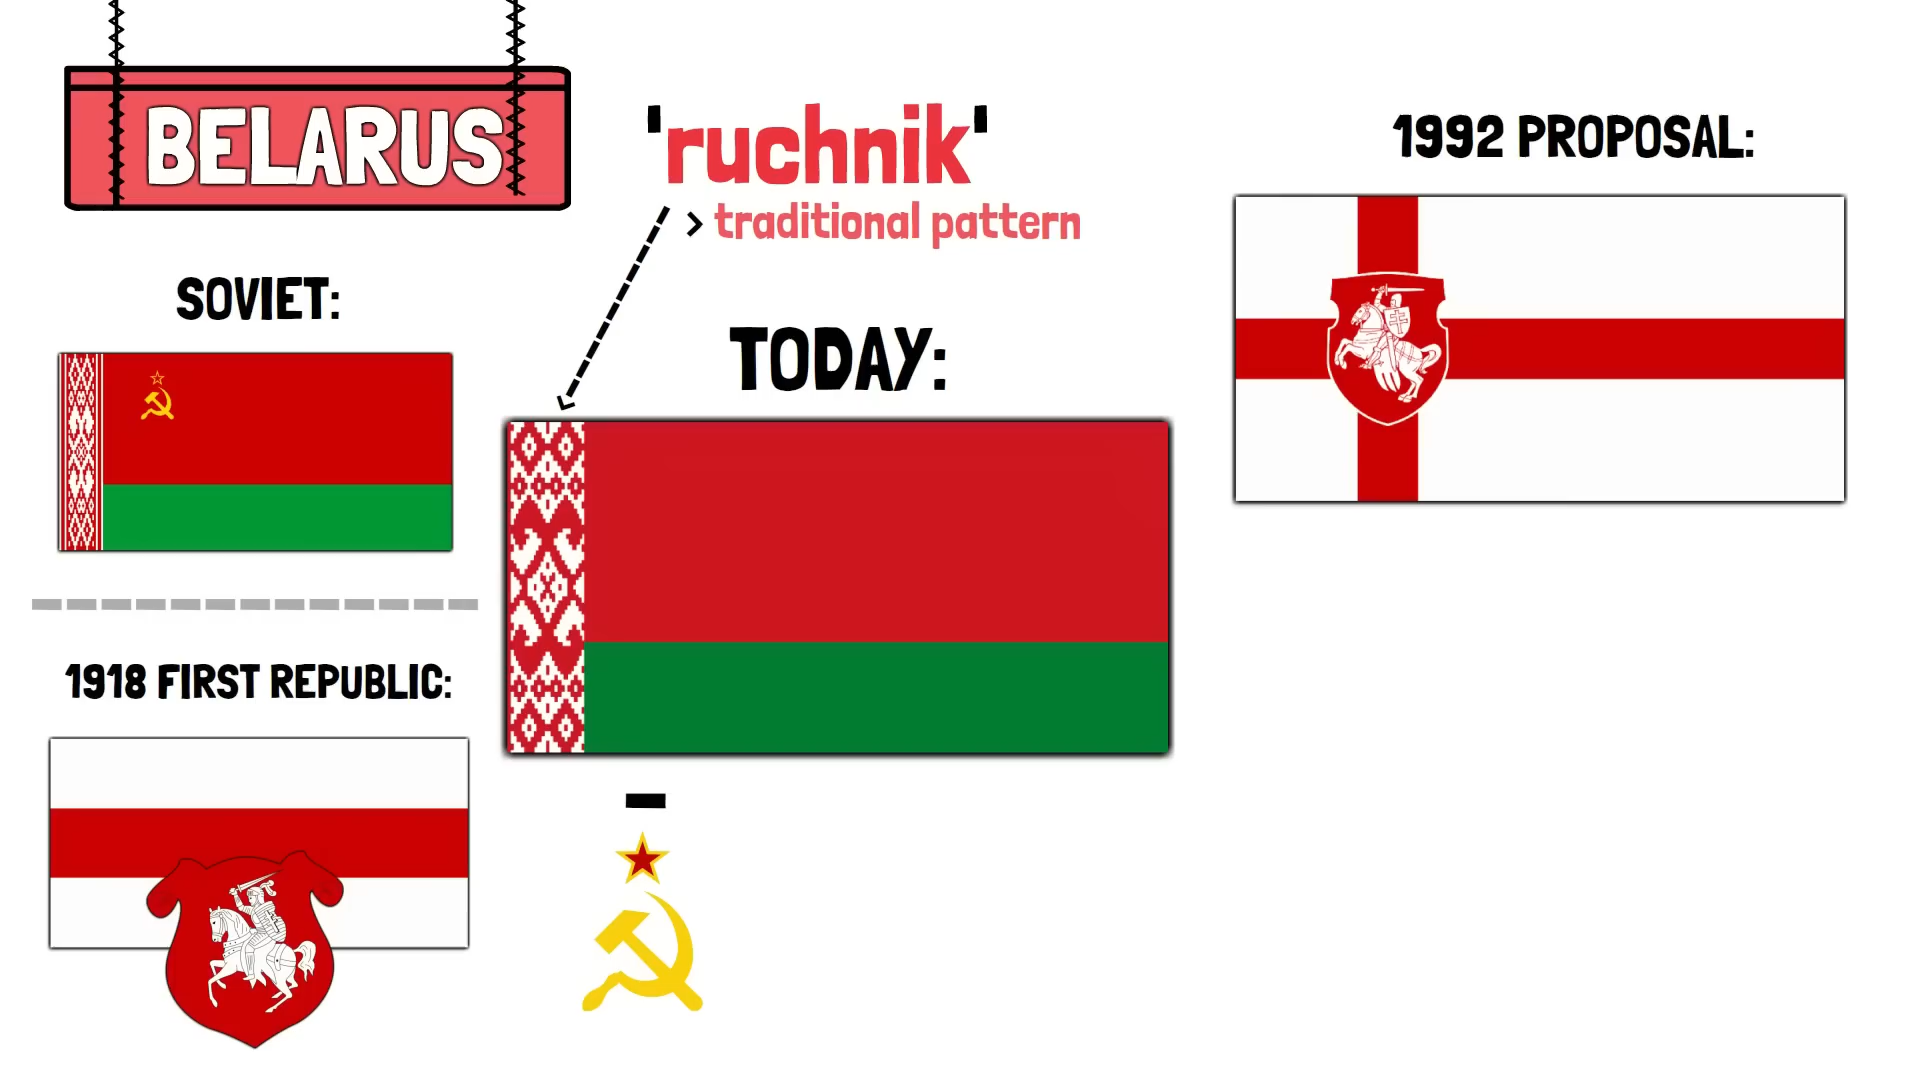 BELARUS
'ruchnik'
> traditional pattern
1992 PROPOSAL:
SOVIET:
TODAY:
1918 FIRST REPUBLIC: